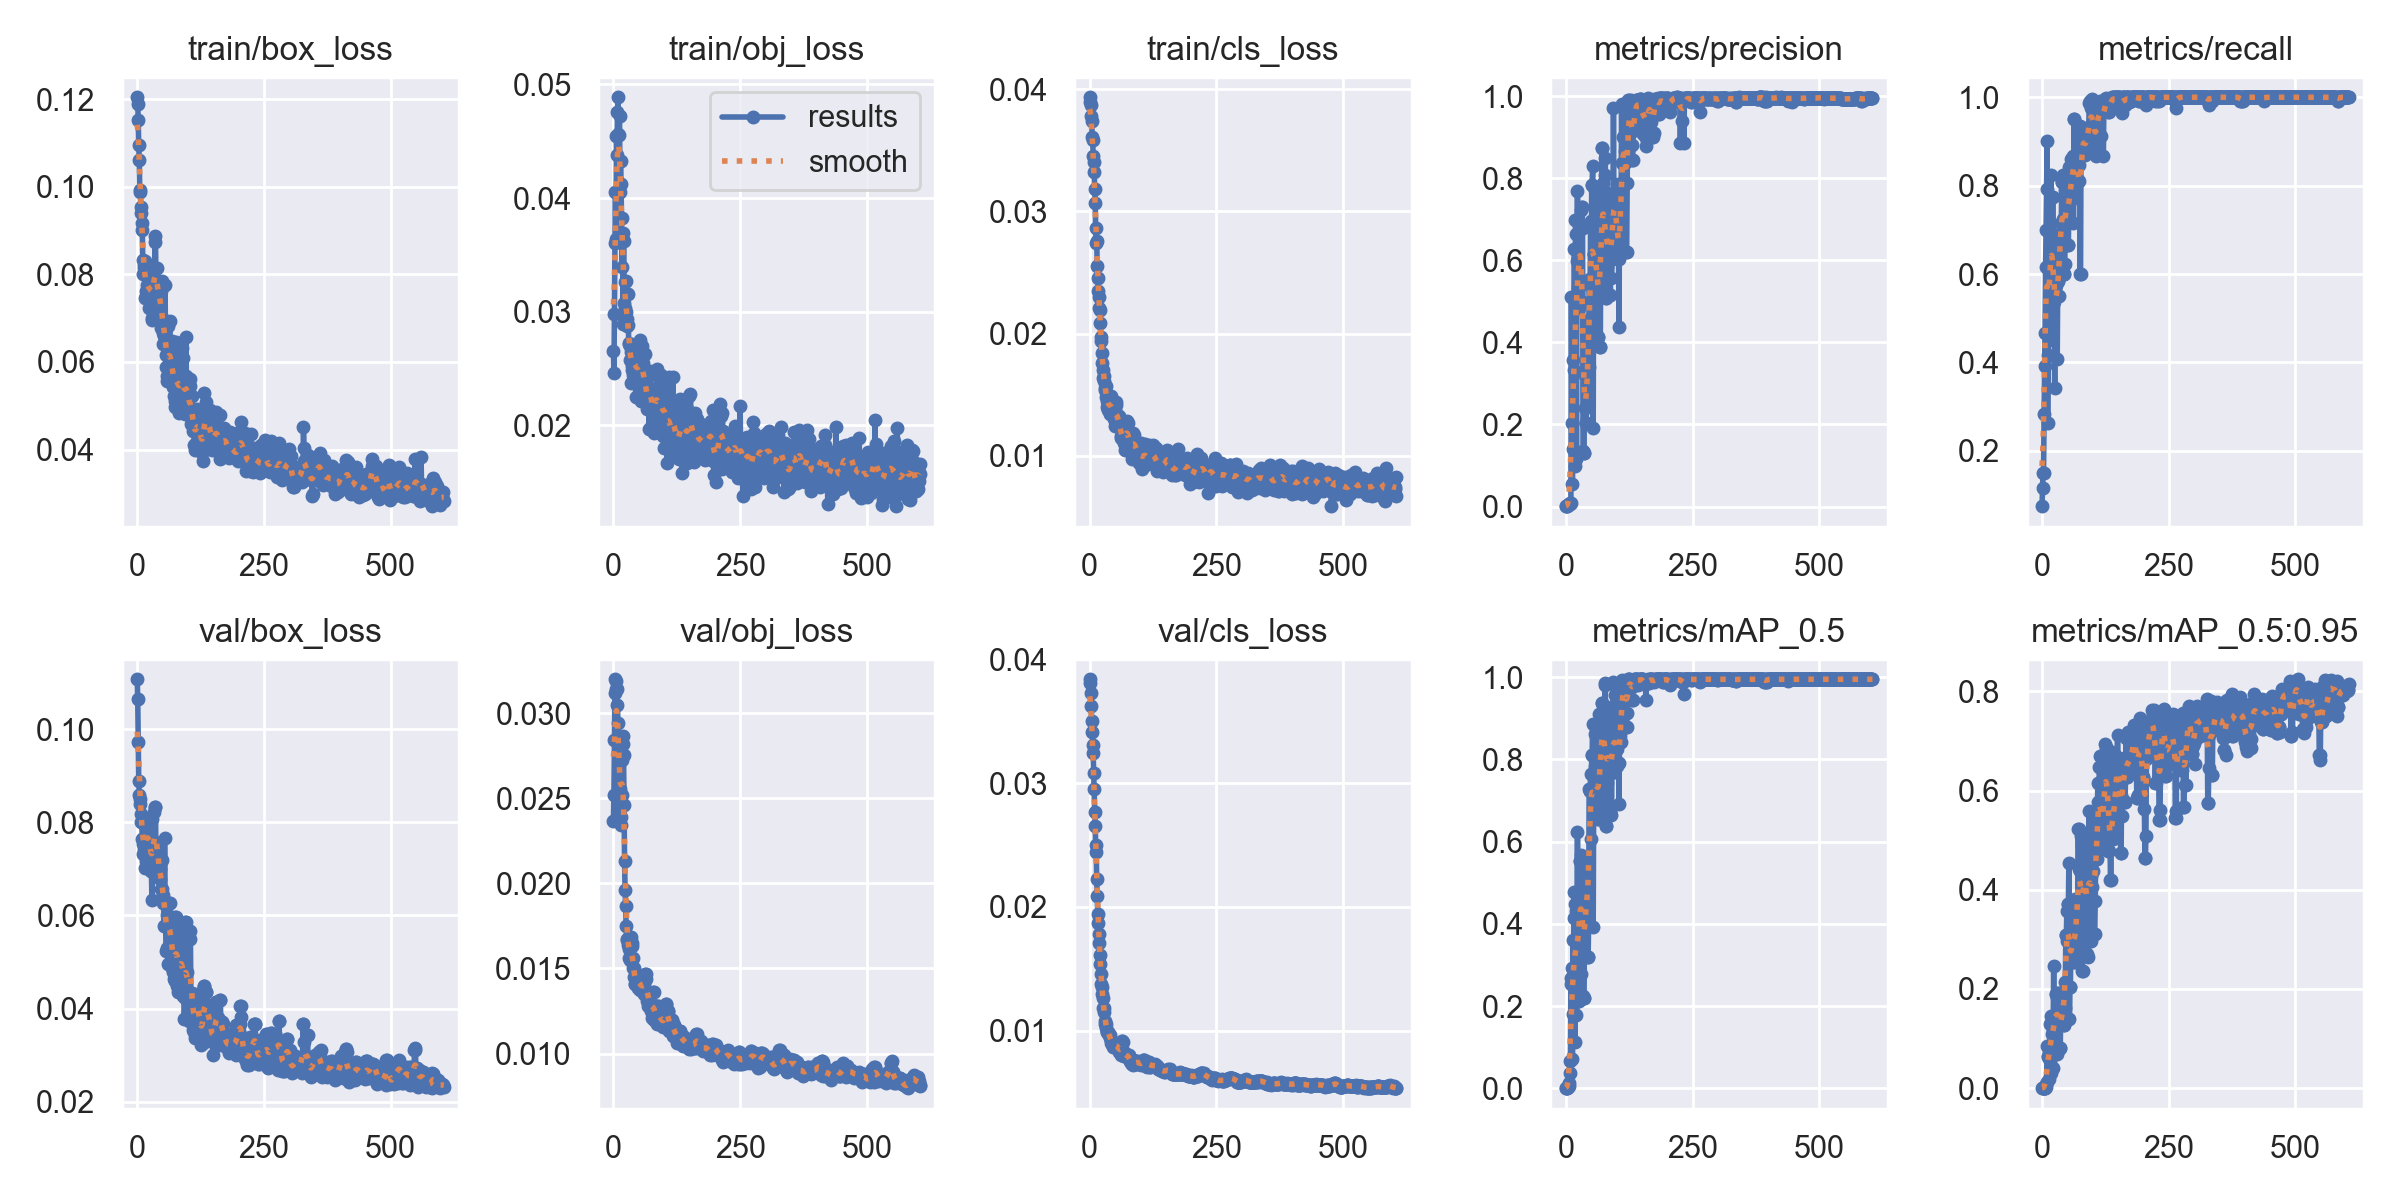 train/box_loss
0.12
0.10
0.08
0.06
0.04
0 250 500
train/obj_loss
results
smooth
0.05
0.04
0.03
0.02
0 250 500
train/cls_loss
0.04
0.03
0.02
0.01
0 250 500
metrics/precision
1.0
0.8
0.6
0.4
0.2
0.0
0 250 500
metrics/recall
1.0
0.8
0.6
0.4
0.2
0 250 500
val/box_loss
0.10
0.08
0.06
0.04
0.02
0 250 500
val/obj_loss
0.030
0.025
0.020
0.015
0.010
0 250 500
val/cls_loss
0.04
0.03
0.02
0.01
0 250 500
metrics/mAP_0.5
1.0
0.8
0.6
0.4
0.2
0.0
0 250 500
metrics/mAP_0.5:0.95
0.8
0.6
0.4
0.2
0.0
0 250 500